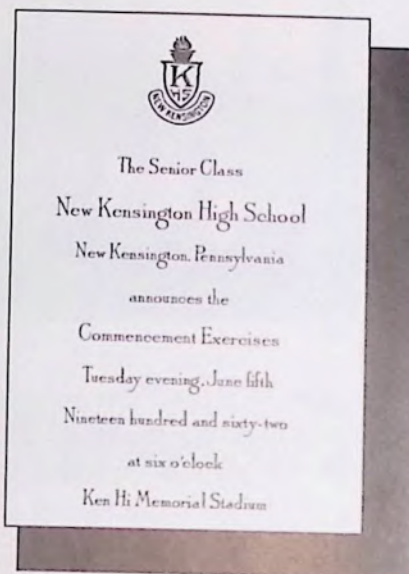 K
H S
NEW KENSINGTON
The Senior Class
New Kensington High School
New Kensington, Pennsylvania
announces the
Commencement Exercises
Tuesday evening, June fifth
Nineteen hundred and sixty-two
at six o'clock
Ken Hi Memorial Stadium